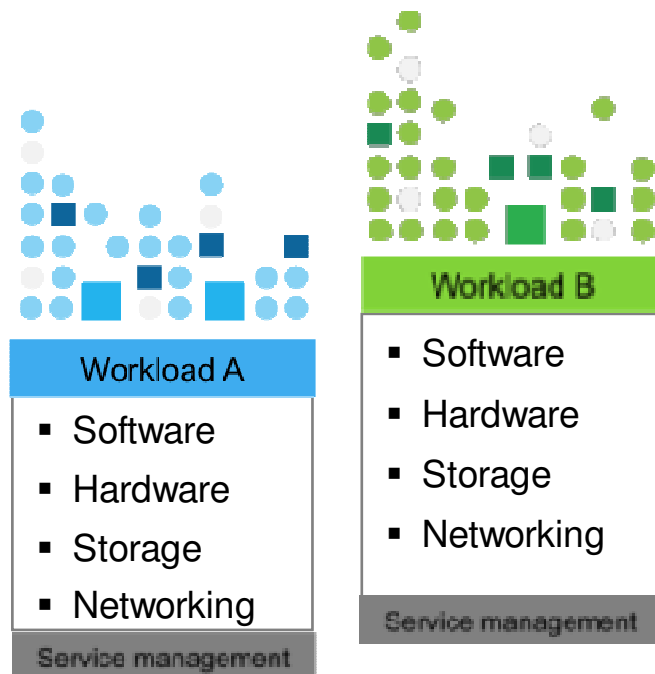 Workload A
▪ Software
▪ Hardware
▪ Storage
▪ Networking
Service management
Workload B
▪ Software
▪ Hardware
▪ Storage
▪ Networking
Service management